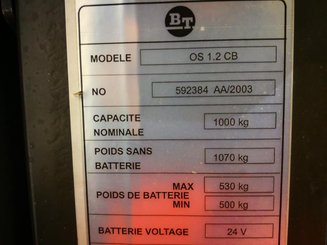 BT
MODELE OS 1.2 CB
NO 592384 AA/2003
CAPACITE
NOMINALE 1000 kg
POIDS SANS
BATTERIE 1070 kg
POIDS DE BATTERIE MAX 530 kg
MIN 500 kg
BATTERIE VOLTAGE 24 V